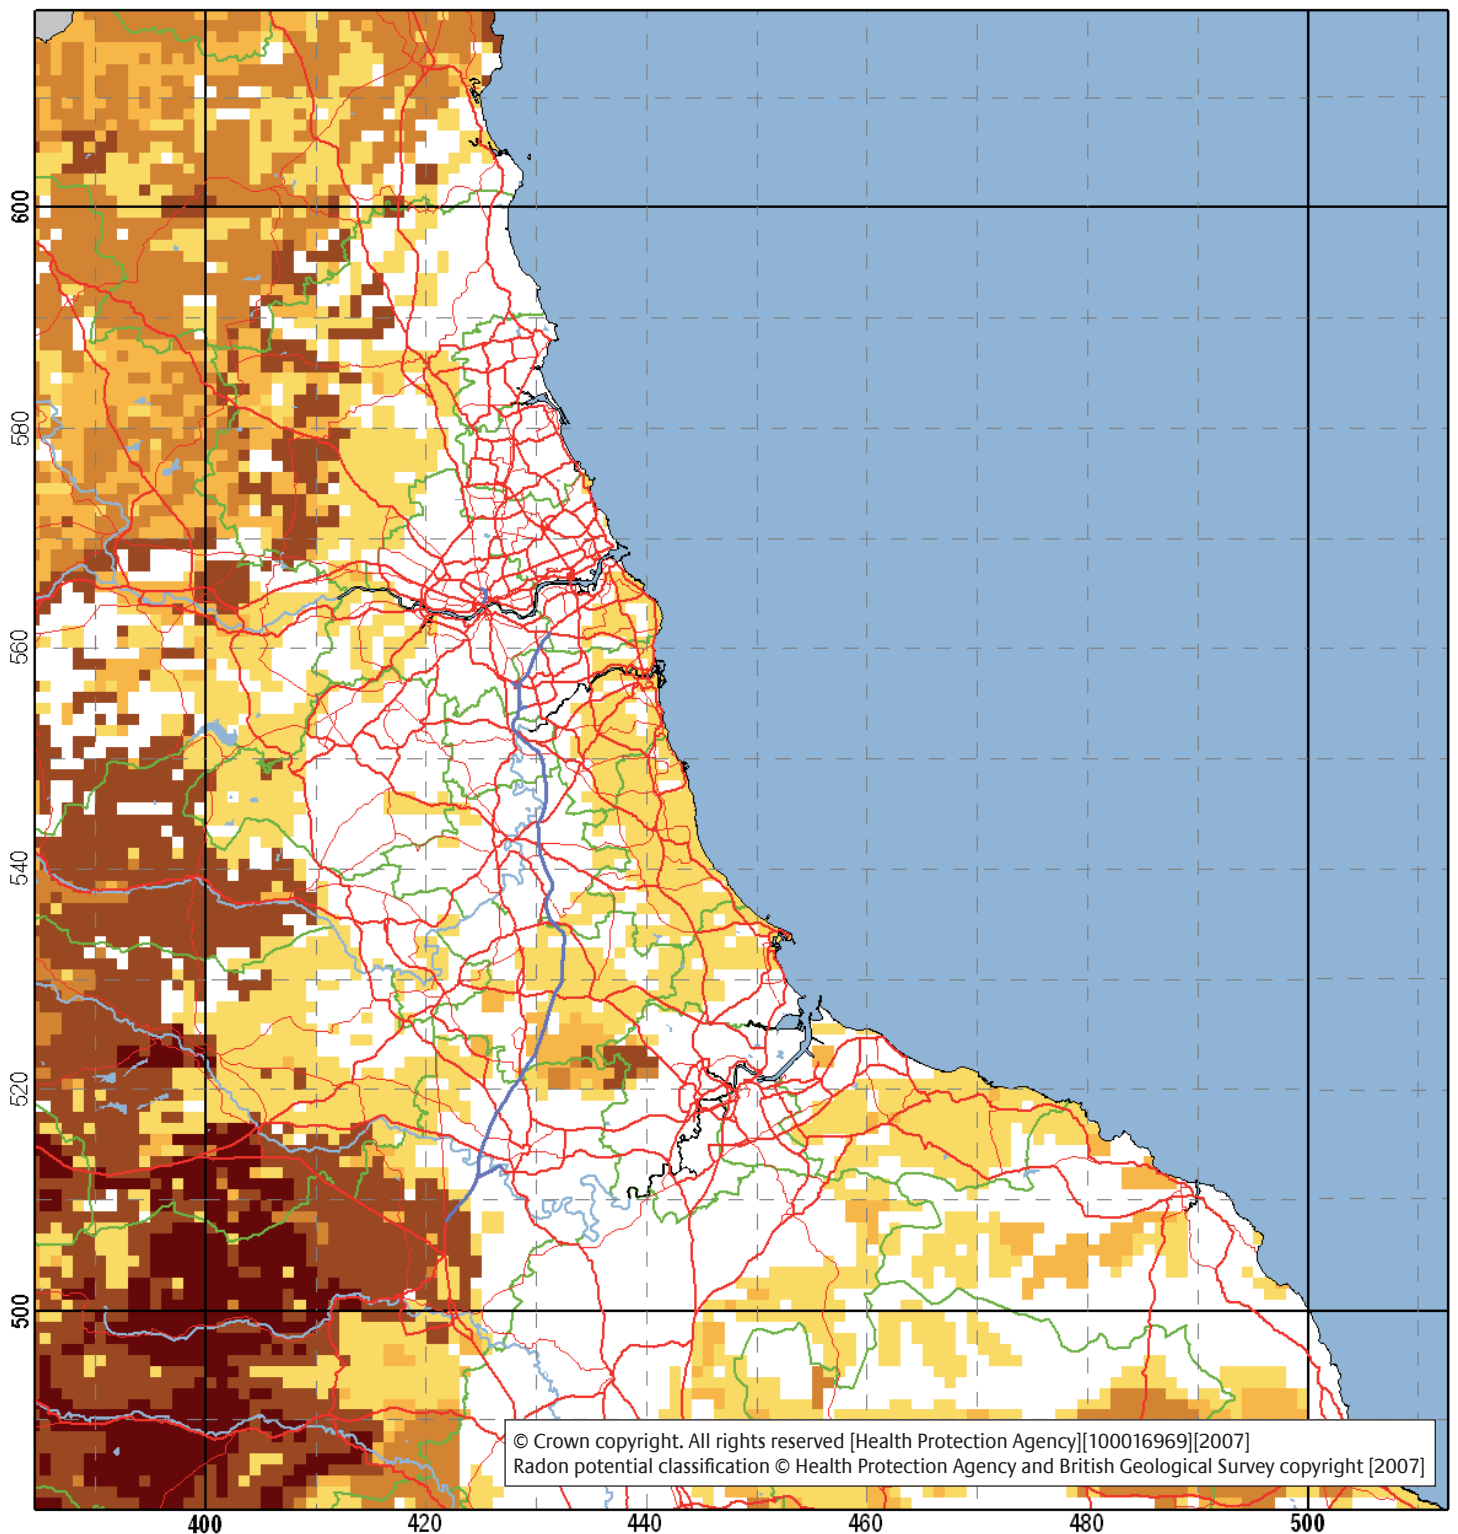 600
580
560
540
520
500
© Crown copyright. All rights reserved [Health Protection Agency][100016969][2007]
Radon potential classification © Health Protection Agency and British Geological Survey copyright [2007]
400 420 440 460 480 500